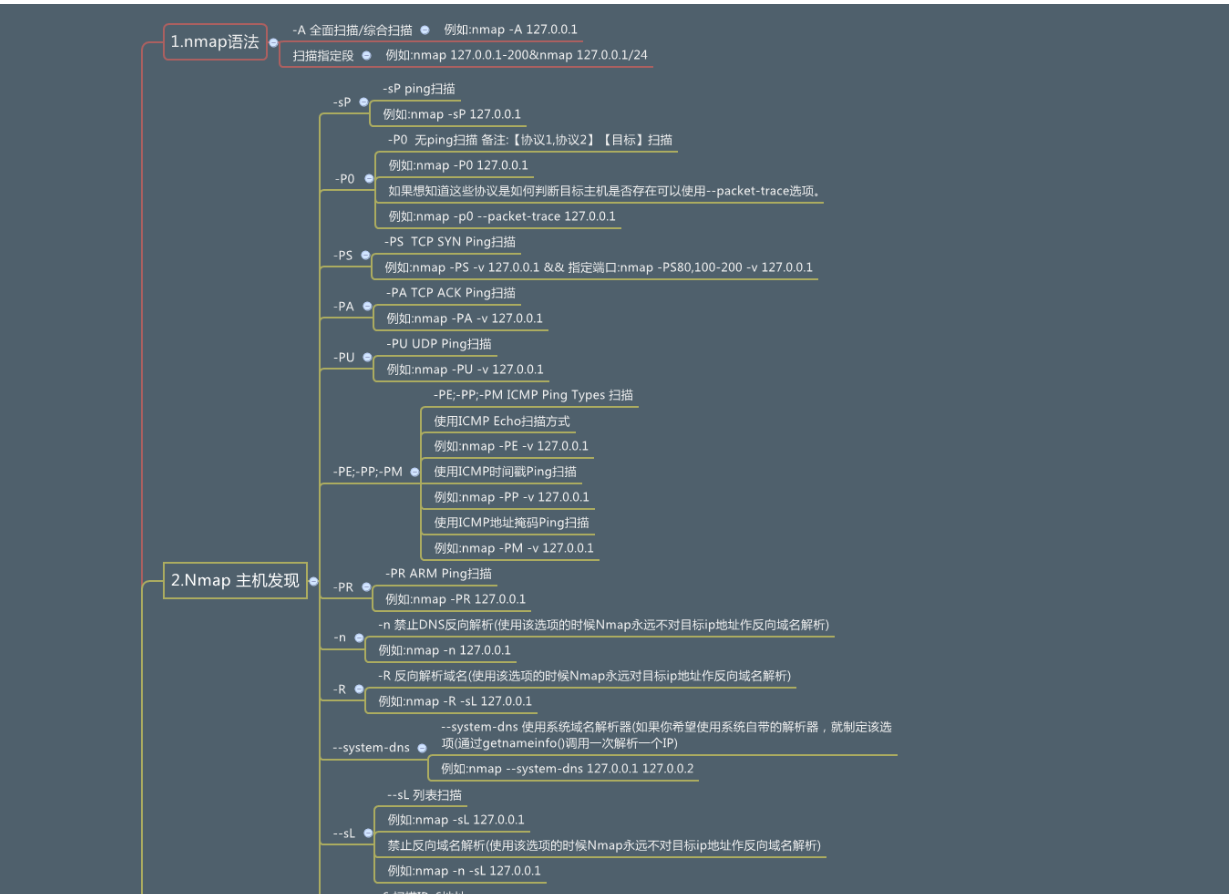 1.nmap语法
-A 全面扫描/综合扫描
例如:nmap -A 127.0.0.1
扫描指定段
例如:nmap 127.0.0.1-200&nmap 127.0.0.1/24
2.Nmap 主机发现
-sP
-sP ping扫描
例如:nmap -sP 127.0.0.1
-P0
-P0 无ping扫描 备注:【协议1,协议2】【目标】扫描
例如:nmap -P0 127.0.0.1
如果想知道这些协议是如何判断目标主机是否存在可以使用--packet-trace选项。
例如:nmap -p0 --packet-trace 127.0.0.1
-PS
-PS TCP SYN Ping扫描
例如:nmap -PS -v 127.0.0.1 && 指定端口:nmap -PS80,100-200 -v 127.0.0.1
-PA
-PA TCP ACK Ping扫描
例如:nmap -PA -v 127.0.0.1
-PU
-PU UDP Ping扫描
例如:nmap -PU -v 127.0.0.1
-PE;-PP;-PM
-PE;-PP;-PM ICMP Ping Types 扫描
使用ICMP Echo扫描方式
例如:nmap -PE -v 127.0.0.1
使用ICMP时间戳Ping扫描
例如:nmap -PP -v 127.0.0.1
使用ICMP地址掩码Ping扫描
例如:nmap -PM -v 127.0.0.1
-PR
-PR ARM Ping扫描
例如:nmap -PR 127.0.0.1
-n
-n 禁止DNS反向解析(使用该选项的时候Nmap永远不对目标ip地址作反向域名解析)
例如:nmap -n 127.0.0.1
-R
-R 反向解析域名(使用该选项的时候Nmap永远对目标ip地址作反向域名解析)
例如:nmap -R -sL 127.0.0.1
--system-dns
--system-dns 使用系统域名解析器(如果你希望使用系统自带的解析器，就制定该选
项(通过getnameinfo()调用一次解析一个IP)
例如:nmap --system-dns 127.0.0.1 127.0.0.2
--sL
--sL 列表扫描
例如:nmap -sL 127.0.0.1
禁止反向域名解析(使用该选项的时候Nmap永远不对目标ip地址作反向域名解析)
例如:nmap -n -sL 127.0.0.1